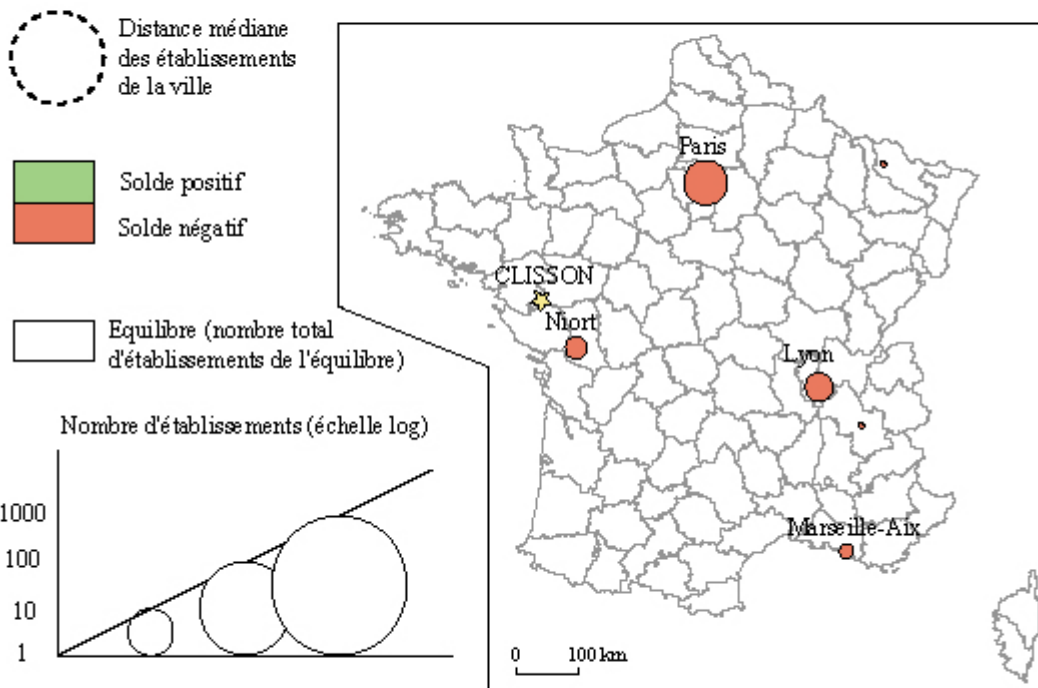 Distance médiane
des établissements
de la ville
Solde positif
Solde négatif
Equilibre (nombre total
d'établissements de l'équilibre)
Nombre d'établissements (échelle log)
1000
100
10
1
Paris
CLISSON
Niort
Lyon
Marseille-Aix
0 100 km